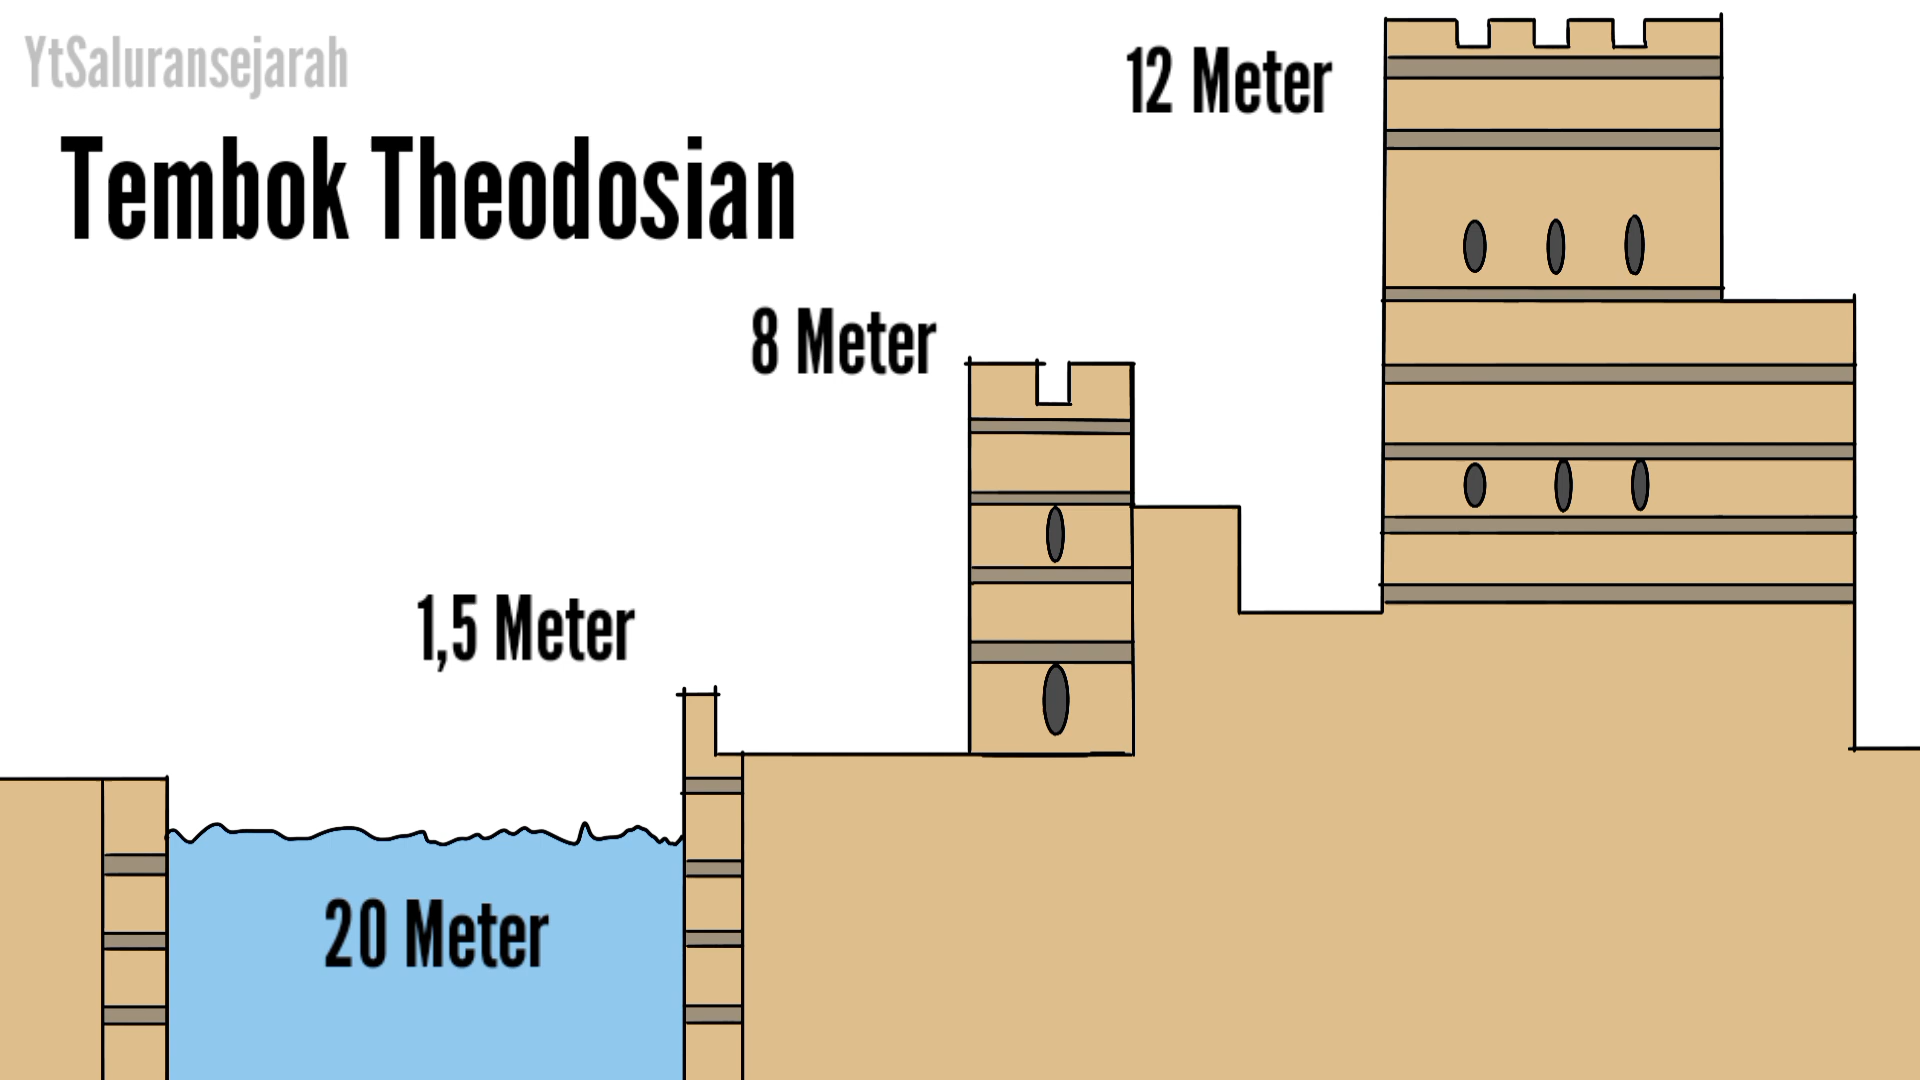 YtSaluransejarah
Tembok Theodosian
12 Meter
8 Meter
1,5 Meter
20 Meter